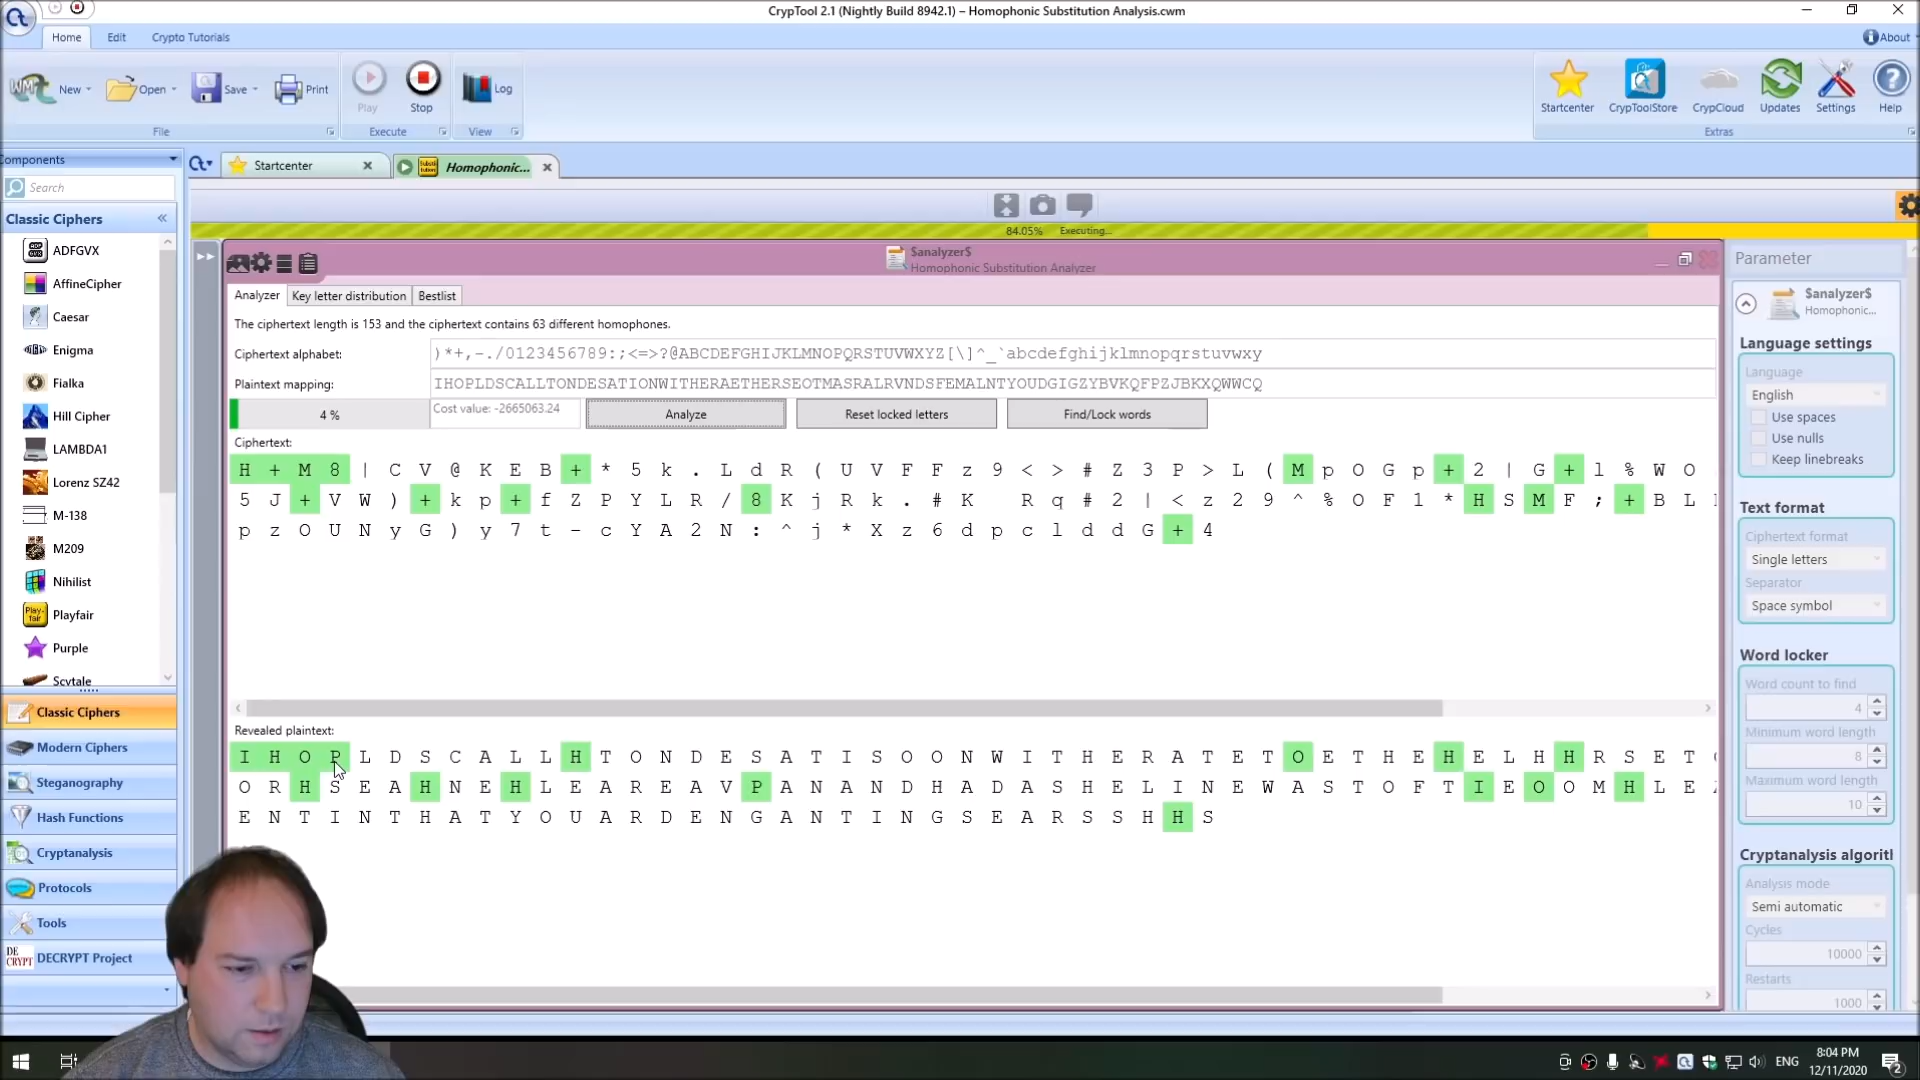 CrypTool 2.1 (Nightly Build 8942.1) – Homophonic Substitution Analysis.cwm
Home
Edit
Crypto Tutorials
About
New
Open
Save
Print
Play
Stop
Log
Startcenter
CrypToolStore
CrypCloud
Updates
Settings
Help
File
Execute
View
Extras
Components
Startcenter
Homophonic...
Search
Classic Ciphers
ADFGVX
AffineCipher
Caesar
Enigma
Fialka
Hill Cipher
LAMBDA1
Lorenz SZ42
M-138
M209
Nihilist
Playfair
Purple
Scytale
Classic Ciphers
Modern Ciphers
Steganography
Hash Functions
Cryptanalysis
Protocols
Tools
DECRYPT Project
84.05% Executing...
$analyzer$
Homophonic Substitution Analyzer
Analyzer
Key letter distribution
Bestlist
The ciphertext length is 153 and the ciphertext contains 63 different homophones.
Ciphertext alphabet:
)*+,-./0123456789:;<=>?@ABCDEFGHIJKLMNOPQRSTUVWXYZ[\]^_`abcdefghijklmnopqrstuvwxy
Plaintext mapping:
IHOPLDSCALLTONDESATIONWITHERAETHERSEOTMASRALRVNDSFEMALNTYOUDGIGZYBVKQFPZJBKXQWWCQ
4 %
Cost value: -2665063.24
Analyze
Reset locked letters
Find/Lock words
Ciphertext:
H + M 8 | C V @ K E B + * 5 k . L d R ( U V F F z 9 < > # Z 3 P > L ( M p O G p + 2 | G + l % W O
5 J + V W ) + k p + f Z P Y L R / 8 K j R k . # K R q # 2 | < z 2 9 ^ % O F 1 * H S M F ; + B L
p z O U N y G ) y 7 t - c Y A 2 N : ^ j * X z 6 d p c l d d G + 4
Revealed plaintext:
I H O P L D S C A L L H T O N D E S A T I S O O N W I T H E R A T E T O E T H E H E L H H R S E T
O R H S E A H N E H L E A R E A V P A N A N D H A D A S H E L I N E W A S T O F T I E O O M H L E
E N T I N T H A T Y O U A R D E N G A N T I N G S E A R S S H H S
Parameter
$analyzer$
Homophonic...
Language settings
Language
English
Use spaces
Use nulls
Keep linebreaks
Text format
Ciphertext format
Single letters
Separator
Space symbol
Word locker
Word count to find
4
Minimum word length
8
Maximum word length
10
Cryptanalysis algoritl
Analysis mode
Semi automatic
Cycles
10000
Restarts
1000
ENG
8:04 PM
12/11/2020
2